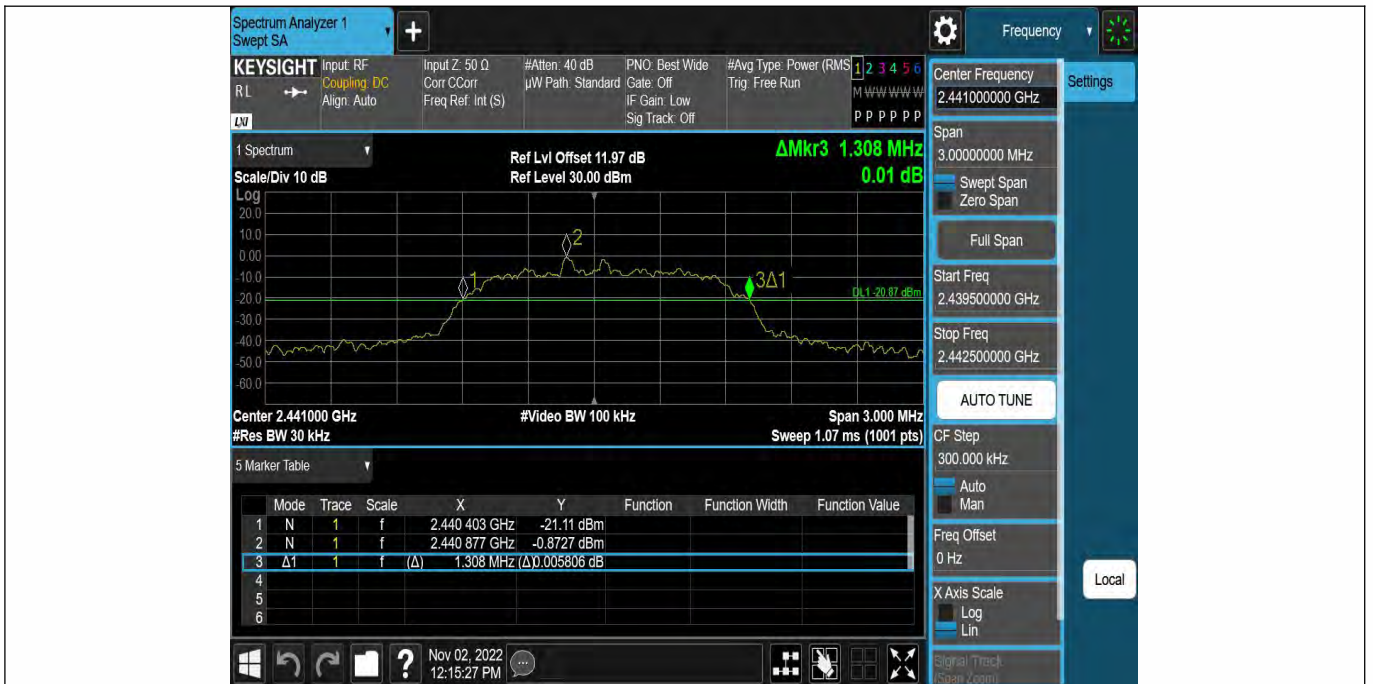 Spectrum Analyzer 1
Swept SA
+
Frequency
KEYSIGHT
RL
LXI
Input: RF
Coupling: DC
Align: Auto
Input Z: 50 Ω
Corr CCorr
Freq Ref: Int (S)
#Atten: 40 dB
µW Path: Standard
PNO: Best Wide
Gate: Off
IF Gain: Low
Sig Track: Off
#Avg Type: Power (RMS
Trig: Free Run
1 2 3 4 5 6
M W W W W W
P P P P P P
1 Spectrum
Scale/Div 10 dB
Ref Lvl Offset 11.97 dB
Ref Level 30.00 dBm
ΔMkr3 1.308 MHz
0.01 dB
Log
20.0
10.0
0.00
-10.0
-20.0
-30.0
-40.0
-50.0
-60.0
1
2
3Δ1
DL1 -20.87 dBm
Center 2.441000 GHz
#Video BW 100 kHz
Span 3.000 MHz
#Res BW 30 kHz
Sweep 1.07 ms (1001 pts)
5 Marker Table
Mode Trace Scale X Y Function Function Width Function Value
1 N 1 f 2.440 403 GHz -21.11 dBm
2 N 1 f 2.440 877 GHz -0.8727 dBm
3 Δ1 1 f (Δ) 1.308 MHz (Δ)0.005806 dB
4
5
6
?
Nov 02, 2022
12:15:27 PM
Center Frequency
2.441000000 GHz
Settings
Span
3.00000000 MHz
Swept Span
Zero Span
Full Span
Start Freq
2.439500000 GHz
Stop Freq
2.442500000 GHz
AUTO TUNE
CF Step
300.000 kHz
Auto
Man
Freq Offset
0 Hz
Local
X Axis Scale
Log
Lin
Signal Track
(Span Zoom)